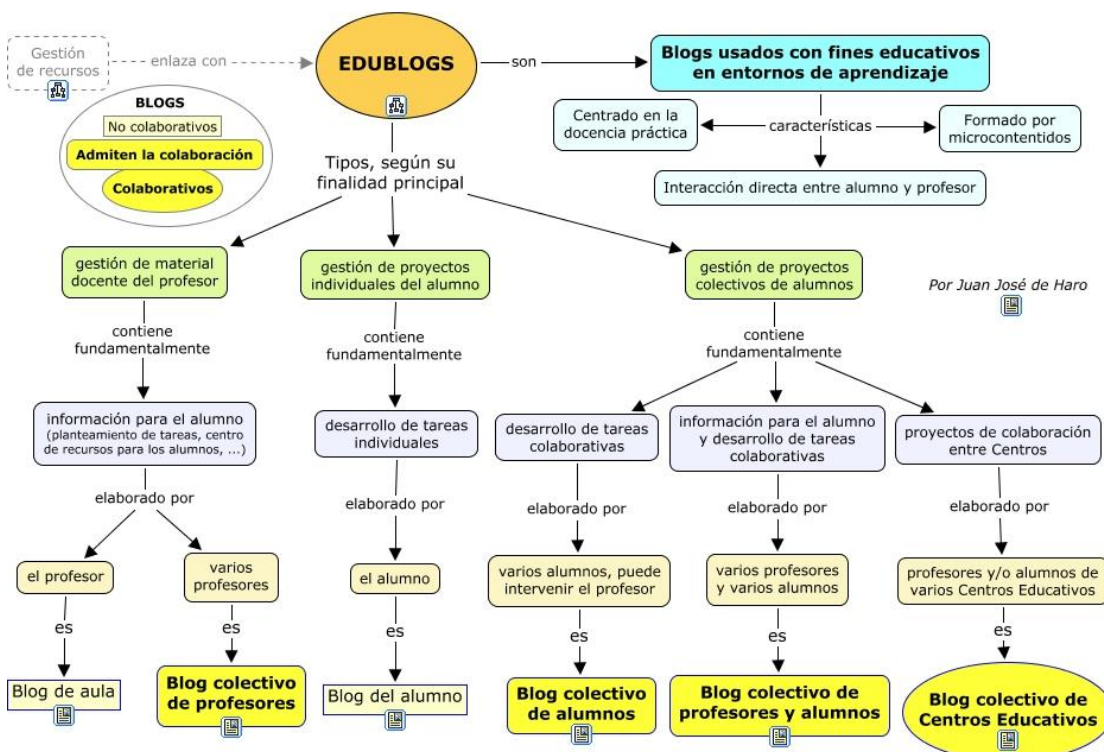 Gestión
de recursos
enlaza con
EDUBLOGS
son
Blogs usados con fines educativos
en entornos de aprendizaje
BLOGS
No colaborativos
Admiten la colaboración
Colaborativos
Centrado en la
docencia práctica
características
Formado por
microcontenidos
Interacción directa entre alumno y profesor
Tipos, según su
finalidad principal
gestión de material
docente del profesor
gestión de proyectos
individuales del alumno
gestión de proyectos
colectivos de alumnos
Por Juan José de Haro
contiene
fundamentalmente
contiene
fundamentalmente
contiene
fundamentalmente
información para el alumno
(planteamiento de tareas, centro
de recursos para los alumnos, ...)
desarrollo de tareas
individuales
desarrollo de tareas
colaborativas
información para el alumno
y desarrollo de tareas
colaborativas
proyectos de colaboración
entre Centros
elaborado por
elaborado por
elaborado por
elaborado por
elaborado por
el profesor
varios
profesores
el alumno
varios alumnos, puede
intervenir el profesor
varios profesores
y varios alumnos
profesores y/o alumnos de
varios Centros Educativos
es
es
es
es
es
es
Blog de aula
Blog colectivo
de profesores
Blog del alumno
Blog colectivo
de alumnos
Blog colectivo de
profesores y alumnos
Blog colectivo de
Centros Educativos